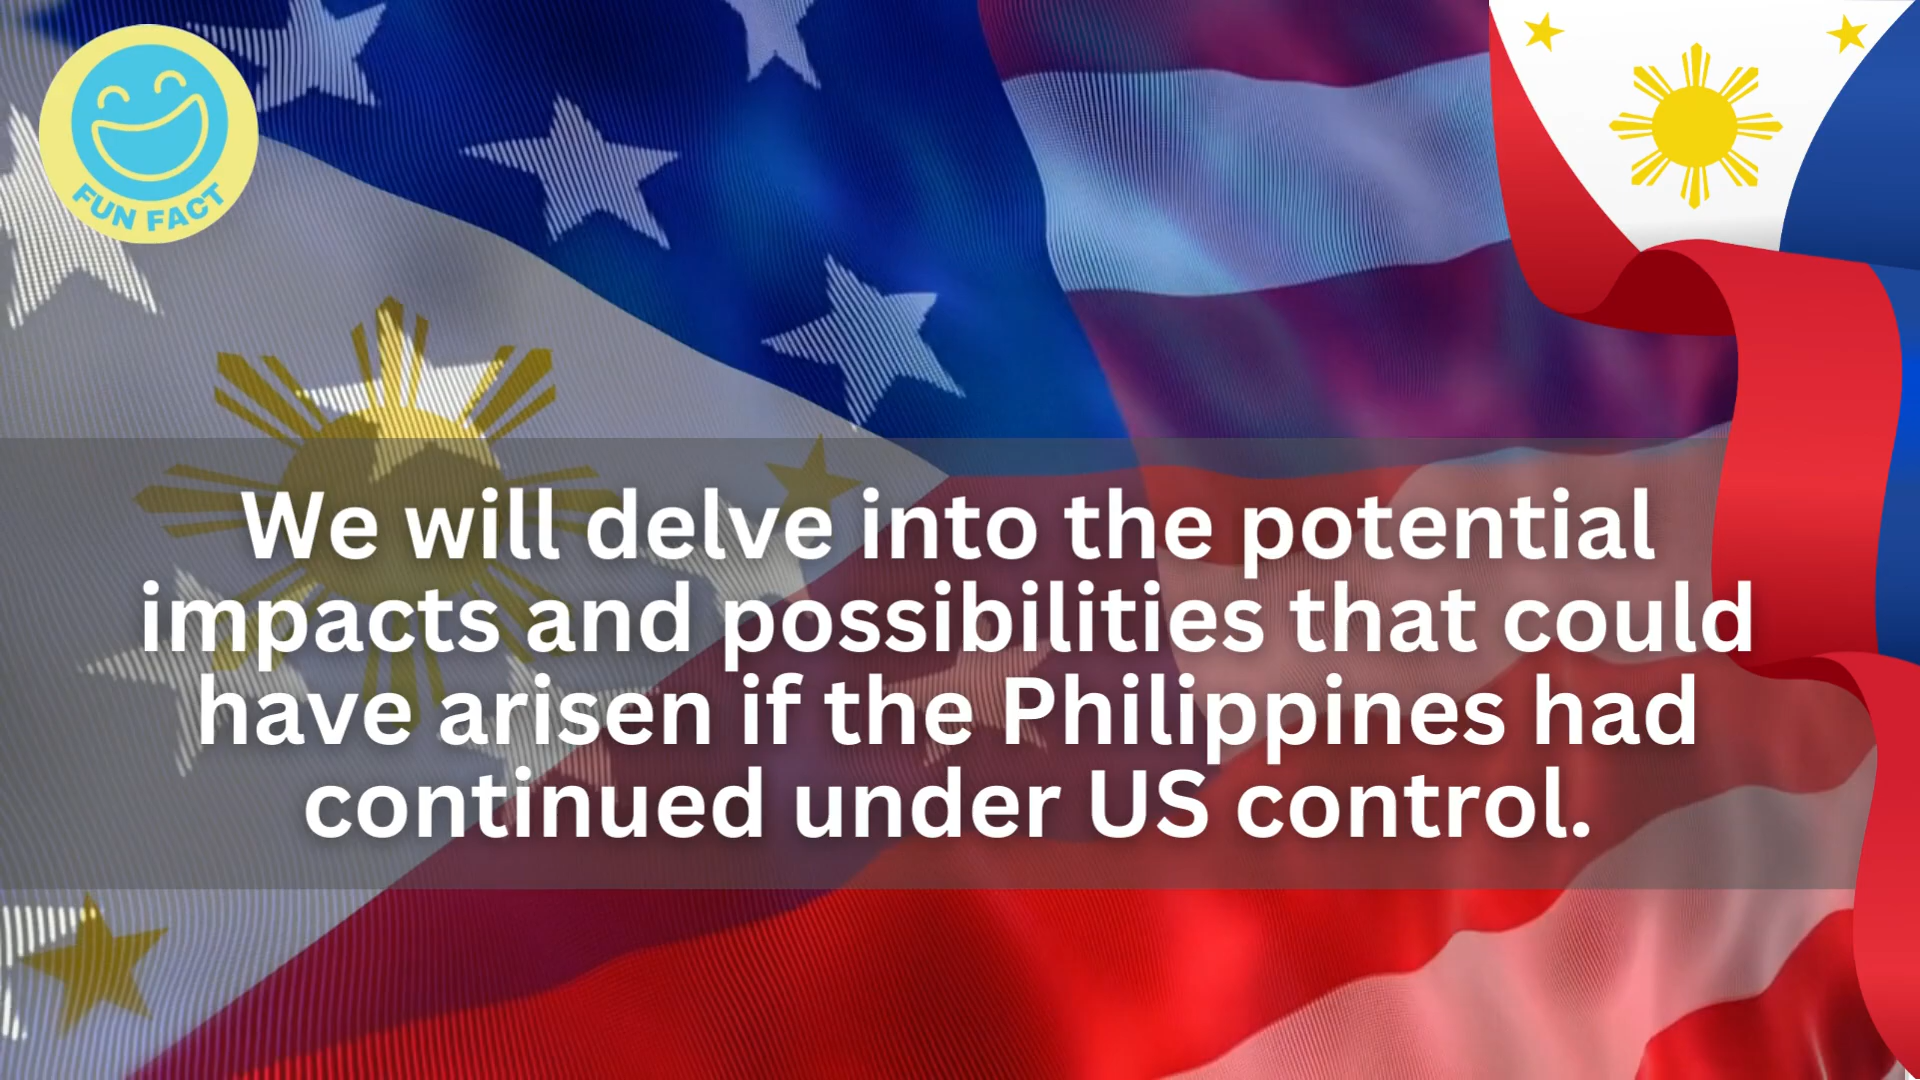 FUN FACT
We will delve into the potential
impacts and possibilities that could
have arisen if the Philippines had
continued under US control.